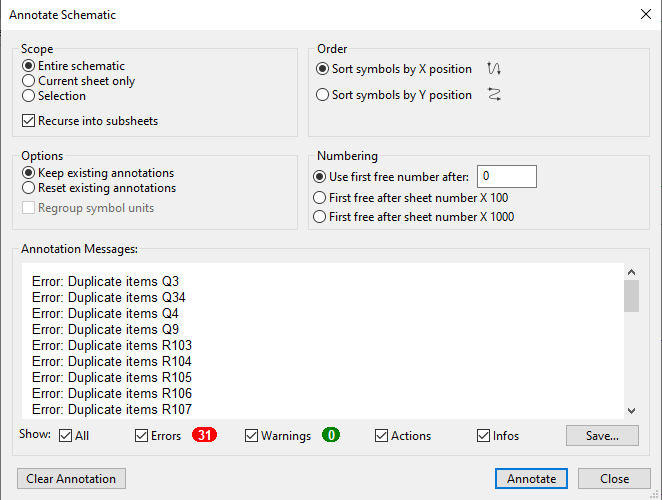 Annotate Schematic
Scope
Entire schematic
Current sheet only
Selection
Recurse into subsheets
Order
Sort symbols by X position
Sort symbols by Y position
Options
Keep existing annotations
Reset existing annotations
Regroup symbol units
Numbering
Use first free number after: 0
First free after sheet number X 100
First free after sheet number X 1000
Annotation Messages:
Error: Duplicate items Q3
Error: Duplicate items Q34
Error: Duplicate items Q4
Error: Duplicate items Q9
Error: Duplicate items R103
Error: Duplicate items R104
Error: Duplicate items R105
Error: Duplicate items R106
Error: Duplicate items R107
Show: All Errors 31 Warnings 0 Actions Infos Save...
Clear Annotation Annotate Close